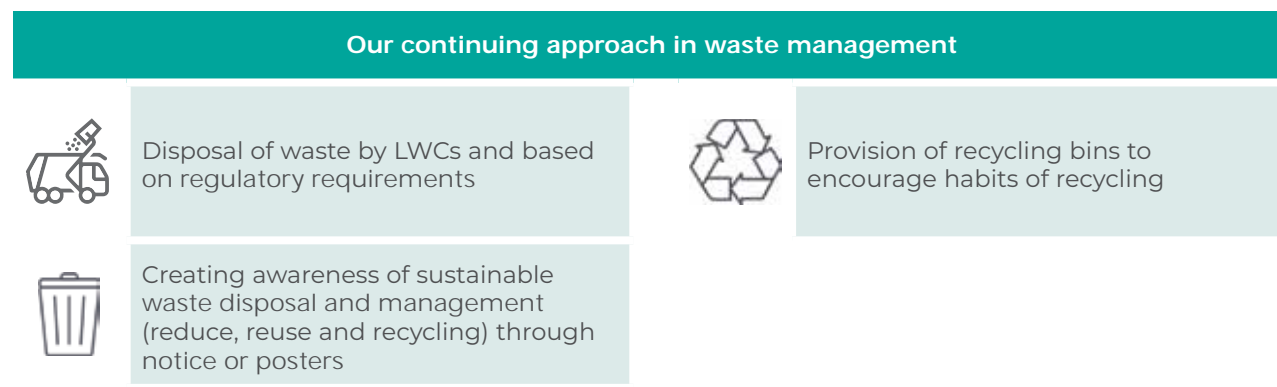 Our continuing approach in waste management
Disposal of waste by LWCs and based
on regulatory requirements
Provision of recycling bins to
encourage habits of recycling
Creating awareness of sustainable
waste disposal and management
(reduce, reuse and recycling) through
notice or posters